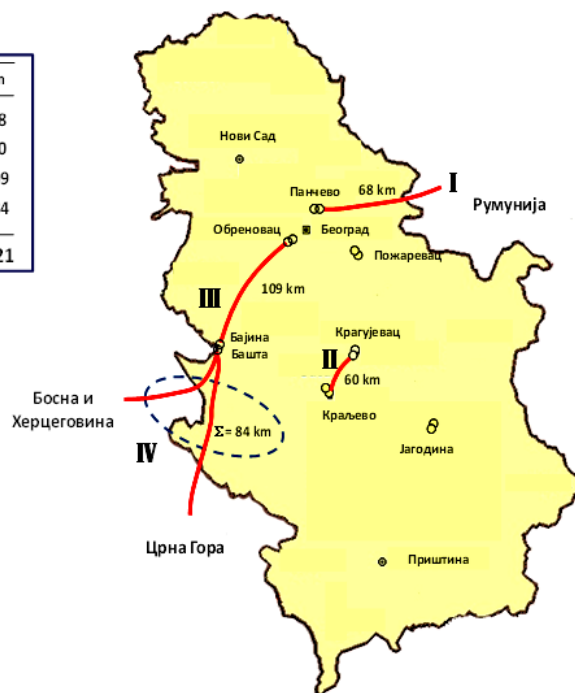 Нови Сад
Панчево
68 km
I
Румунија
Обреновац
Београд
Пожаревац
III
109 km
Бајина
Башта
Крагујевац
II
60 km
Краљево
Босна и
Херцеговина
Σ= 84 km
IV
Јагодина
Црна Гора
Приштина